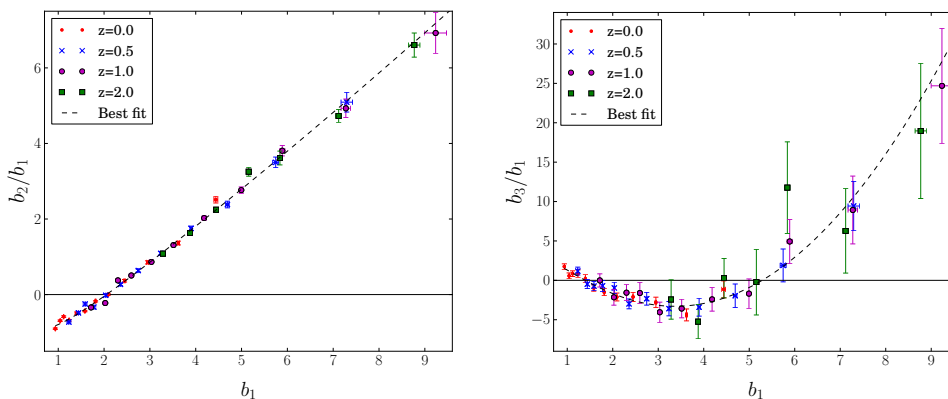 z=0.0
z=0.5
z=1.0
z=2.0
Best fit
6
4
2
0
b2/b1
1 2 3 4 5 6 7 8 9
b1
z=0.0
z=0.5
z=1.0
z=2.0
Best fit
30
25
20
15
10
5
0
−5
b3/b1
1 2 3 4 5 6 7 8 9
b1